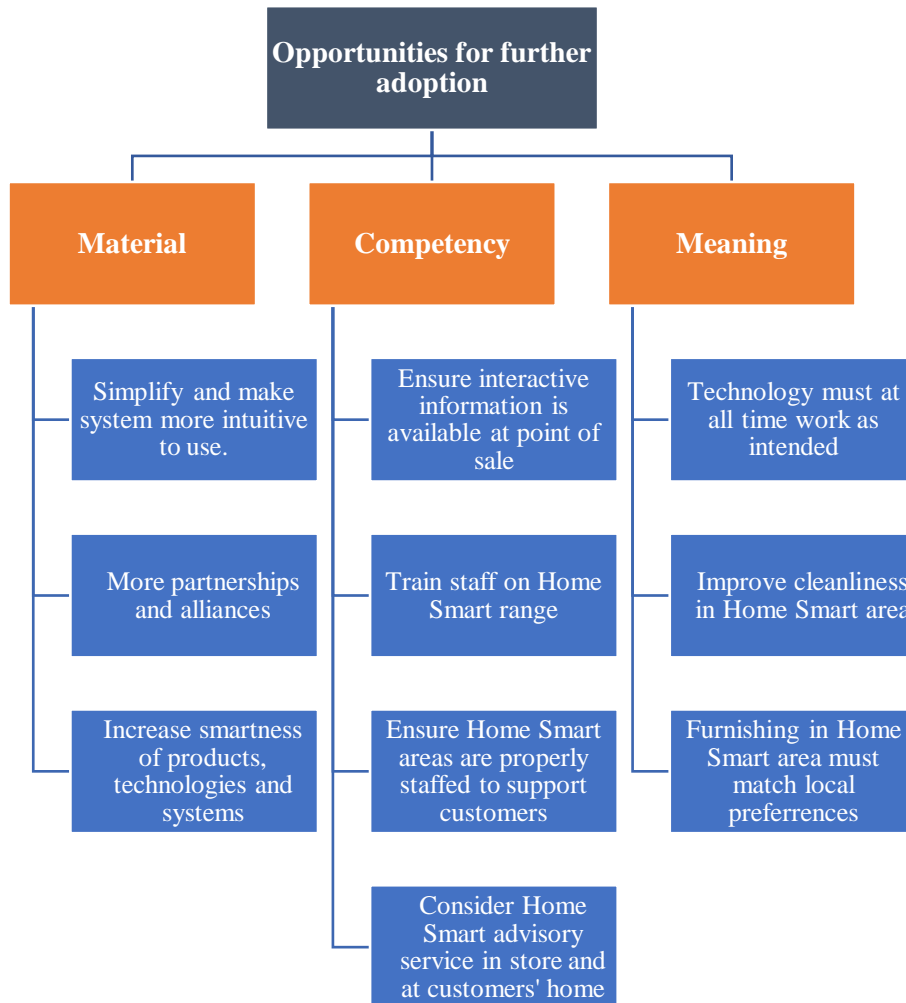 Opportunities for further
adoption
Material
Competency
Meaning
Simplify and make
system more intuitive
to use.
More partnerships
and alliances
Increase smartness
of products,
technologies and
systems
Ensure interactive
information is
available at point of
sale
Train staff on Home
Smart range
Ensure Home Smart
areas are properly
staffed to support
customers
Consider Home
Smart advisory
service in store and
at customers' home
Technology must at
all time work as
intended
Improve cleanliness
in Home Smart area
Furnishing in Home
Smart area must
match local
preferrences